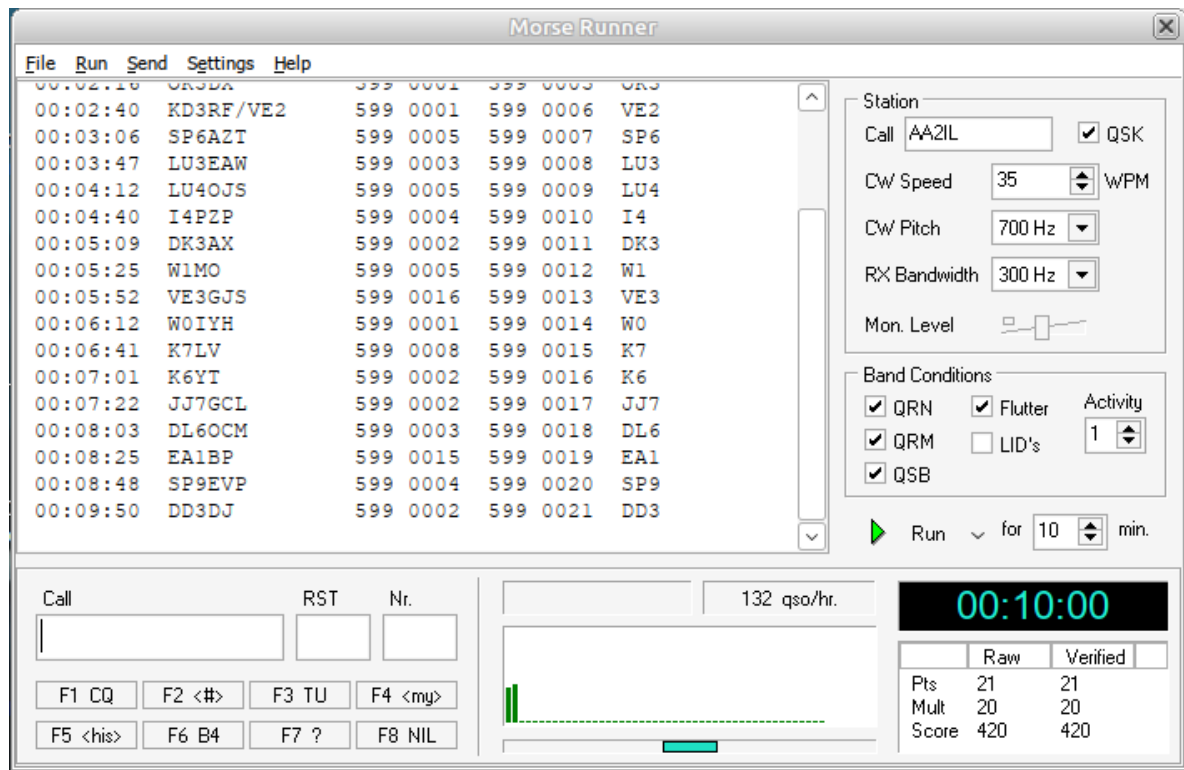 Morse Runner
File Run Send Settings Help
00:02:16 OK5DX 599 0001 599 0005 OK5
00:02:40 KD3RF/VE2 599 0001 599 0006 VE2
00:03:06 SP6AZT 599 0005 599 0007 SP6
00:03:47 LU3EAW 599 0003 599 0008 LU3
00:04:12 LU4OJS 599 0005 599 0009 LU4
00:04:40 I4PZP 599 0004 599 0010 I4
00:05:09 DK3AX 599 0002 599 0011 DK3
00:05:25 W1MO 599 0005 599 0012 W1
00:05:52 VE3GJS 599 0016 599 0013 VE3
00:06:12 W0IYH 599 0001 599 0014 W0
00:06:41 K7LV 599 0008 599 0015 K7
00:07:01 K6YT 599 0002 599 0016 K6
00:07:22 JJ7GCL 599 0002 599 0017 JJ7
00:08:03 DL6OCM 599 0003 599 0018 DL6
00:08:25 EA1BP 599 0015 599 0019 EA1
00:08:48 SP9EVP 599 0004 599 0020 SP9
00:09:50 DD3DJ 599 0002 599 0021 DD3
Station
Call AA2IL QSK
CW Speed 35 WPM
CW Pitch 700 Hz
RX Bandwidth 300 Hz
Mon. Level
Band Conditions
QRN Flutter Activity
QRM LID's 1
QSB
Run for 10 min.
Call RST Nr.
F1 CQ F2 <#> F3 TU F4 <my>
F5 <his> F6 B4 F7 ? F8 NIL
132 qso/hr.
00:10:00
Raw Verified
Pts 21 21
Mult 20 20
Score 420 420